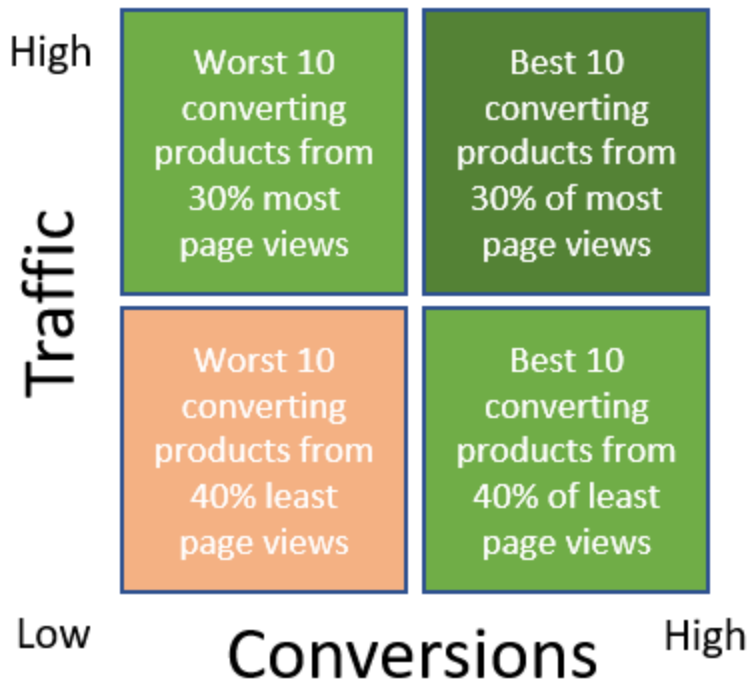 High
Worst 10
converting
products from
30% most
page views
Best 10
converting
products from
30% of most
page views
Traffic
Worst 10
converting
products from
40% least
page views
Best 10
converting
products from
40% of least
page views
Low
Conversions
High